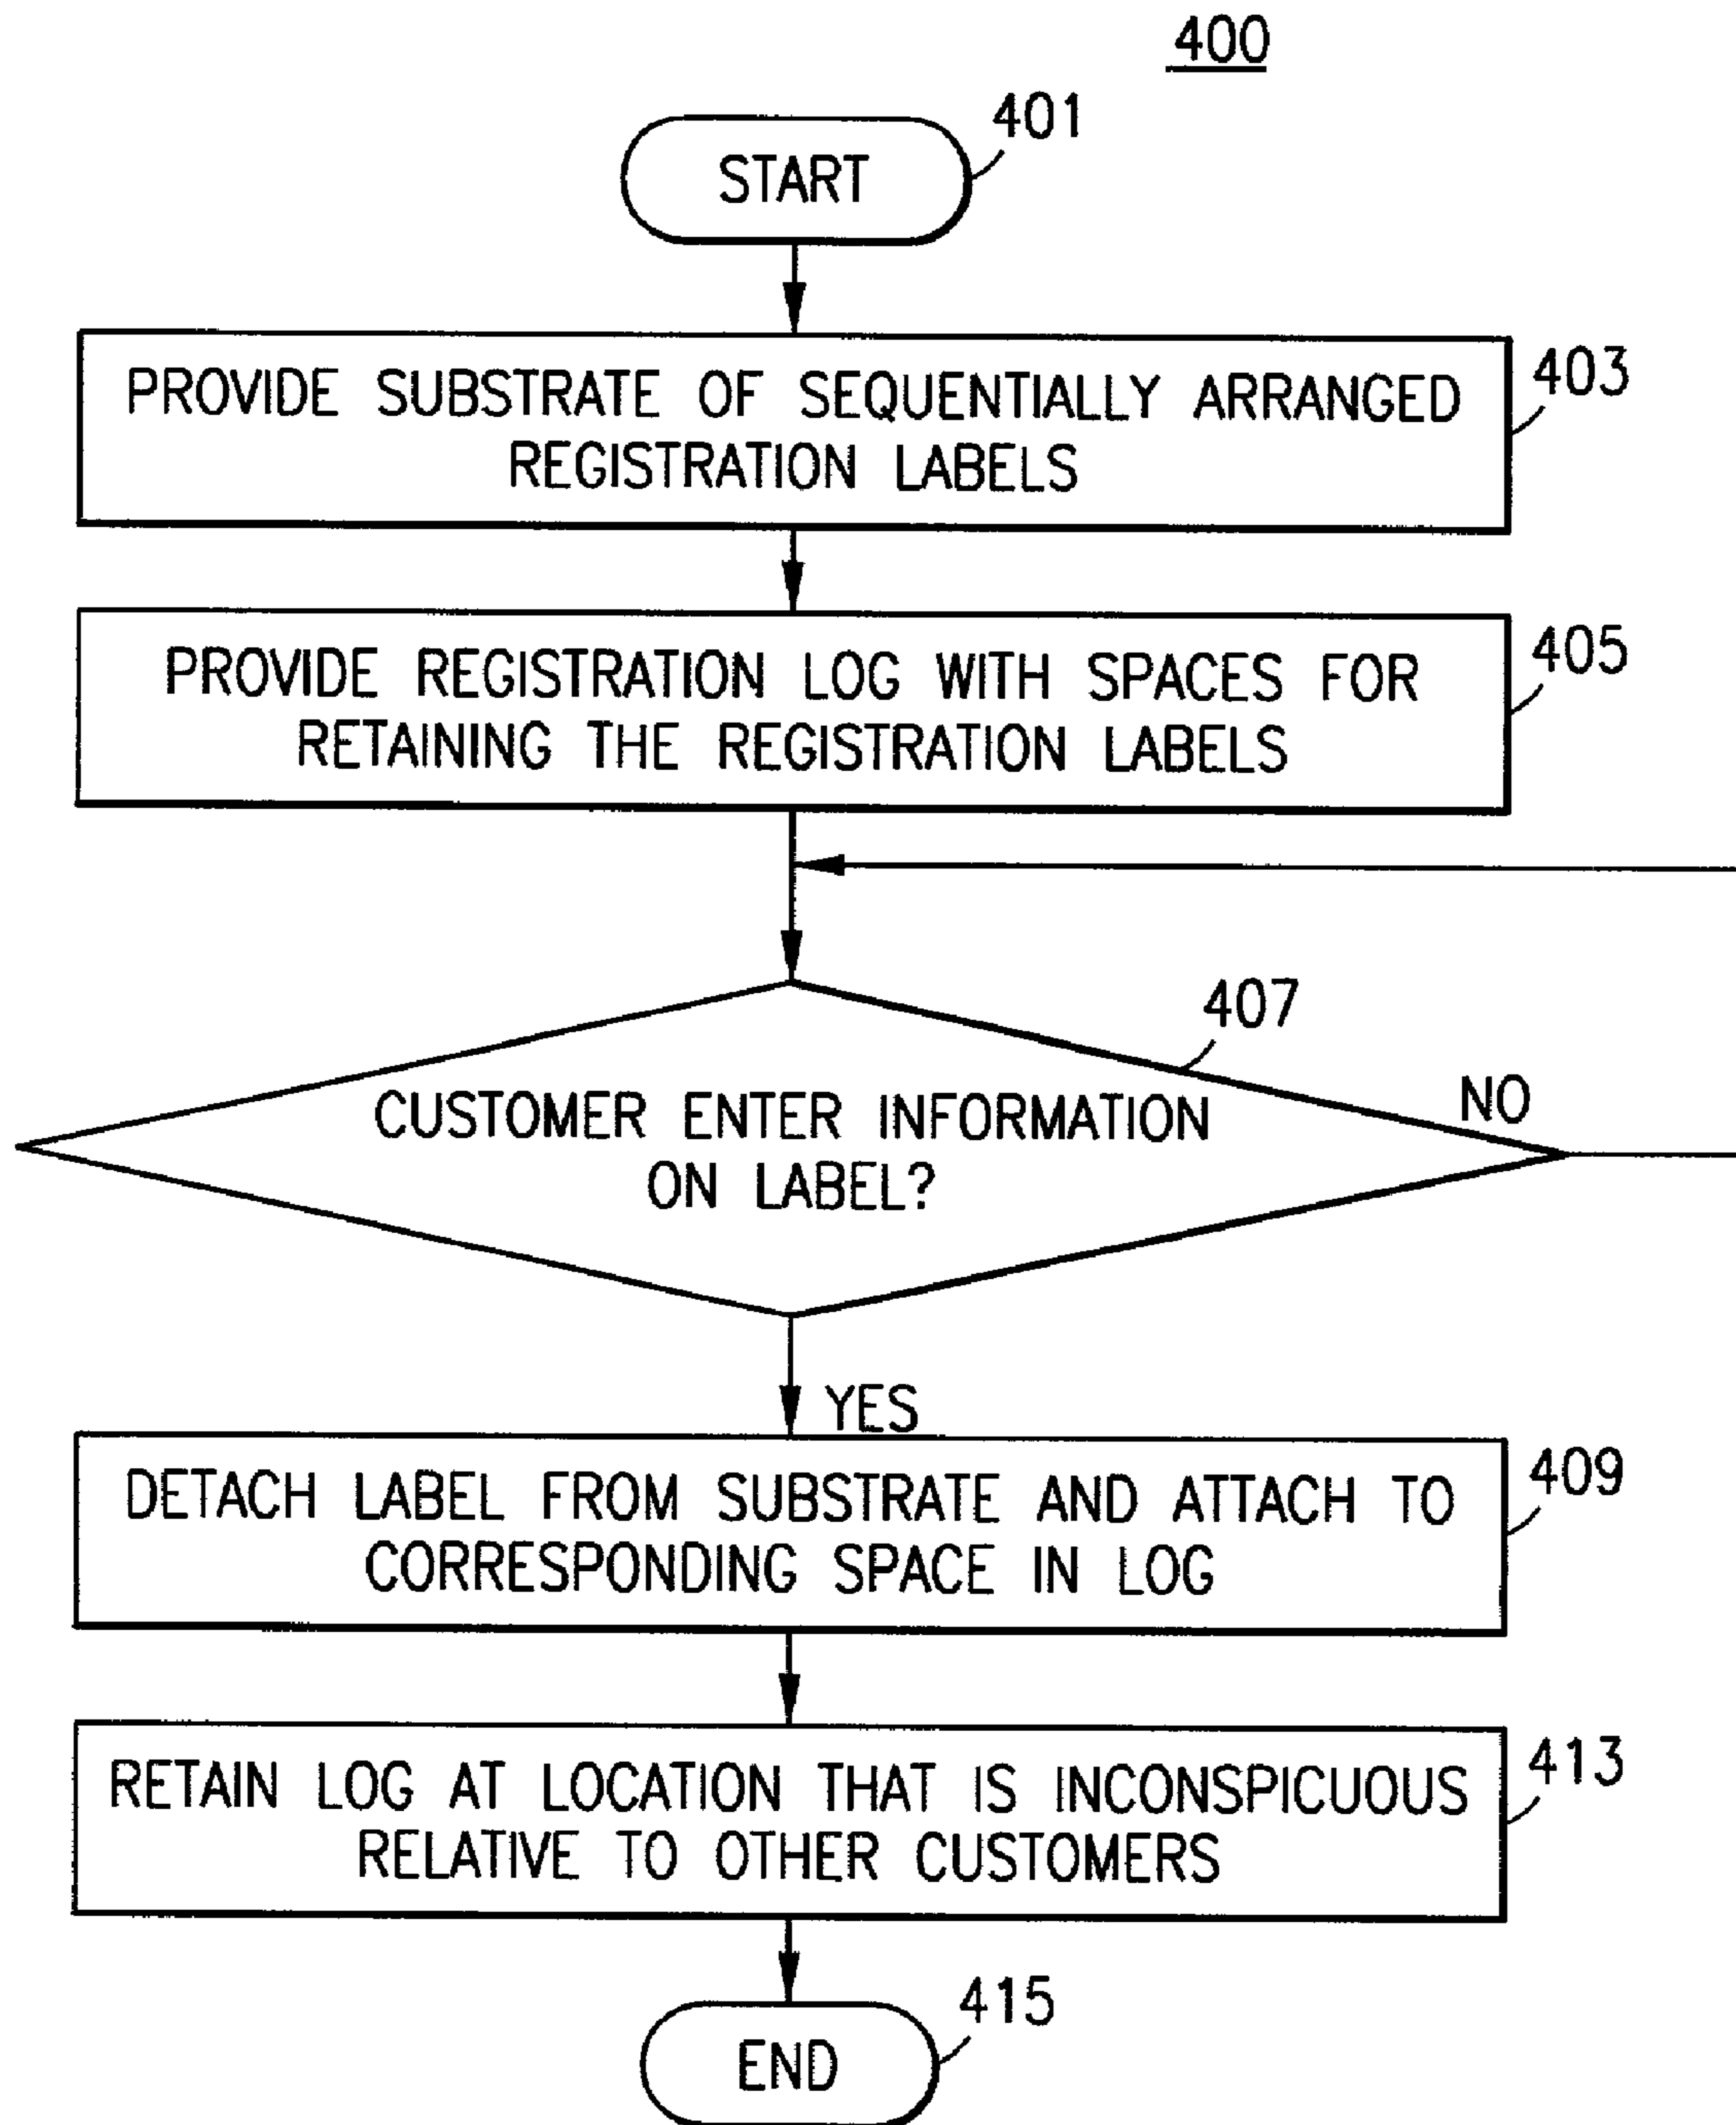 400
401
START
403
PROVIDE SUBSTRATE OF SEQUENTIALLY ARRANGED
REGISTRATION LABELS
405
PROVIDE REGISTRATION LOG WITH SPACES FOR
RETAINING THE REGISTRATION LABELS
407
CUSTOMER ENTER INFORMATION
ON LABEL?
NO
YES
409
DETACH LABEL FROM SUBSTRATE AND ATTACH TO
CORRESPONDING SPACE IN LOG
413
RETAIN LOG AT LOCATION THAT IS INCONSPICUOUS
RELATIVE TO OTHER CUSTOMERS
415
END